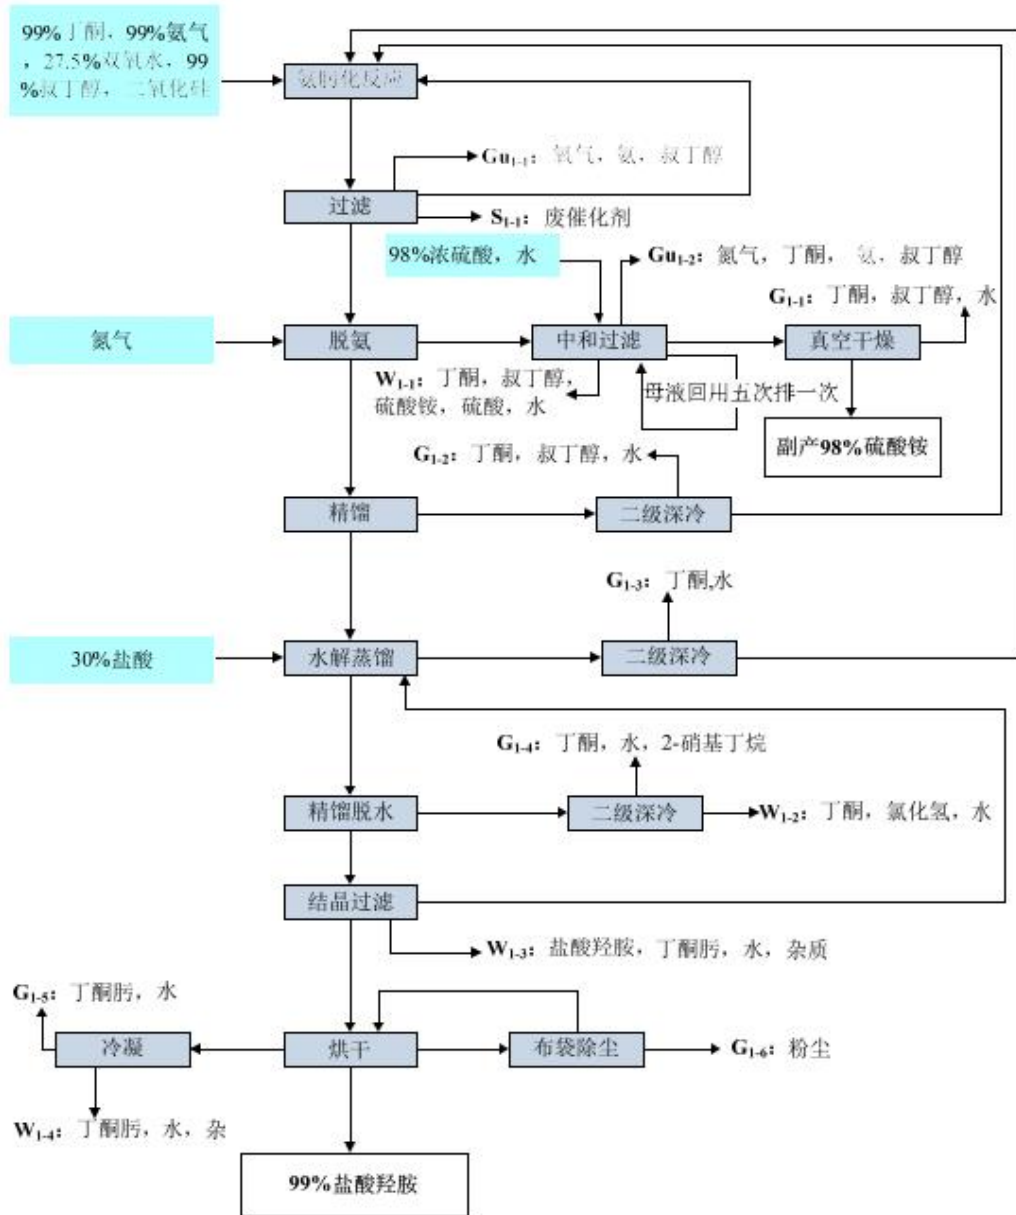 99%丁酮，99%氨气
，27.5%双氧水，99
%叔丁醇，二氧化硅
氨肟化反应
Gu1-1：氧气，氨，叔丁醇
过滤
S1-1：废催化剂
98%浓硫酸，水
Gu1-2：氮气，丁酮，氨，叔丁醇
G1-1：丁酮，叔丁醇，水
氮气
脱氨
中和过滤
真空干燥
W1-1：丁酮，叔丁醇，
硫酸铵，硫酸，水
母液回用五次排一次
副产98%硫酸铵
G1-2：丁酮，叔丁醇，水
精馏
二级深冷
G1-3：丁酮,水
30%盐酸
水解蒸馏
二级深冷
G1-4：丁酮，水，2-硝基丁烷
精馏脱水
二级深冷
W1-2：丁酮，氯化氢，水
结晶过滤
W1-3：盐酸羟胺，丁酮肟，水，杂质
G1-5：丁酮肟，水
冷凝
烘干
布袋除尘
G1-6：粉尘
W1-4：丁酮肟，水，杂
99%盐酸羟胺